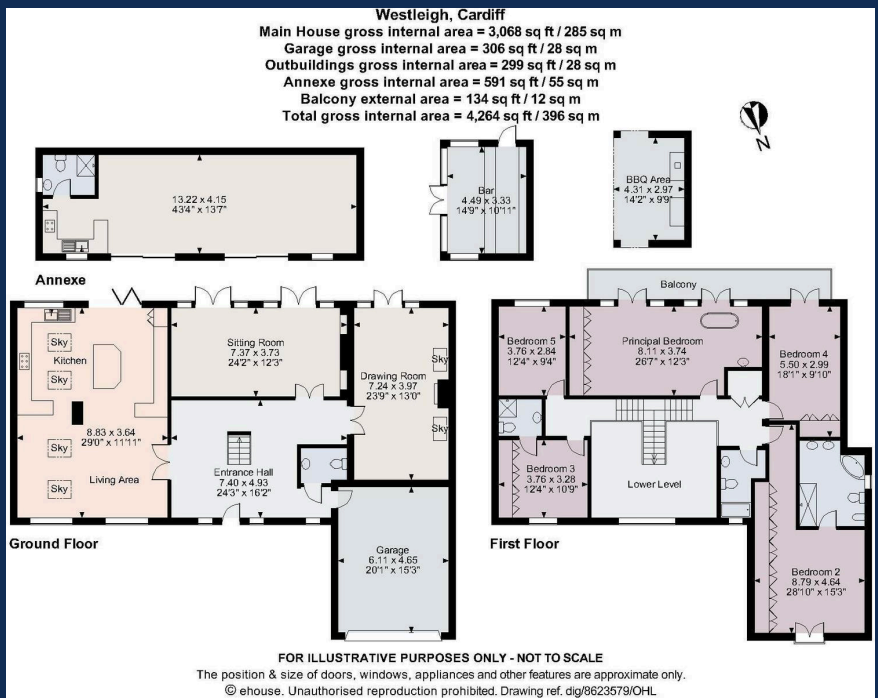 Westleigh, Cardiff
Main House gross internal area = 3,068 sq ft / 285 sq m
Garage gross internal area = 306 sq ft / 28 sq m
Outbuildings gross internal area = 299 sq ft / 28 sq m
Annexe gross internal area = 591 sq ft / 55 sq m
Balcony external area = 134 sq ft / 12 sq m
Total gross internal area = 4,264 sq ft / 396 sq m
N
13.22 x 4.15
43'4" x 13'7"
Annexe
Bar
4.49 x 3.33
14'9" x 10'11"
BBQ Area
4.31 x 2.97
14'2" x 9'9"
Sky
Kitchen
Sky
8.83 x 3.64
29'0" x 11'11"
Sky
Living Area
Sky
Sitting Room
7.37 x 3.73
24'2" x 12'3"
Drawing Room
7.24 x 3.97
23'9" x 13'0"
Sky
Sky
Entrance Hall
7.40 x 4.93
24'3" x 16'2"
Garage
6.11 x 4.65
20'1" x 15'3"
Ground Floor
Balcony
Bedroom 5
3.76 x 2.84
12'4" x 9'4"
Principal Bedroom
8.11 x 3.74
26'7" x 12'3"
Bedroom 4
5.50 x 2.99
18'1" x 9'10"
Bedroom 3
3.76 x 3.28
12'4" x 10'9"
Lower Level
Bedroom 2
8.79 x 4.64
28'10" x 15'3"
First Floor
FOR ILLUSTRATIVE PURPOSES ONLY - NOT TO SCALE
The position & size of doors, windows, appliances and other features are approximate only.
© ehouse. Unauthorised reproduction prohibited. Drawing ref. dig/8623579/OHL